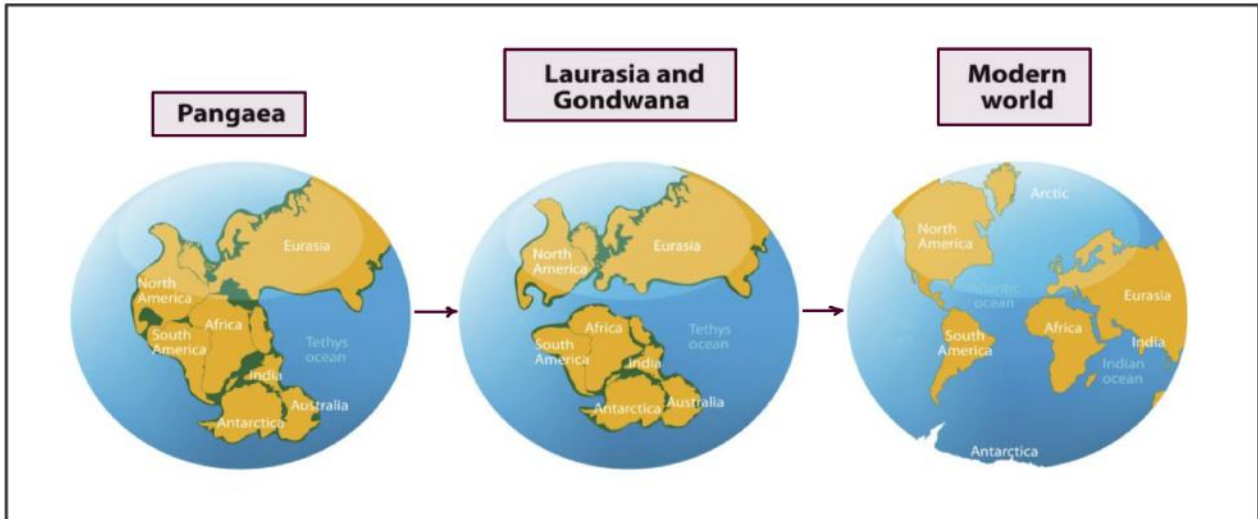 Pangaea
Laurasia and
Gondwana
Modern
world
Eurasia
North
America
Africa
South
America
Tethys
ocean
India
Australia
Antarctica
Eurasia
North
America
Africa
South
America
Tethys
ocean
India
Australia
Antarctica
Arctic
North
America
Atlantic
ocean
Eurasia
South
America
Africa
India
Indian
ocean
Antarctica